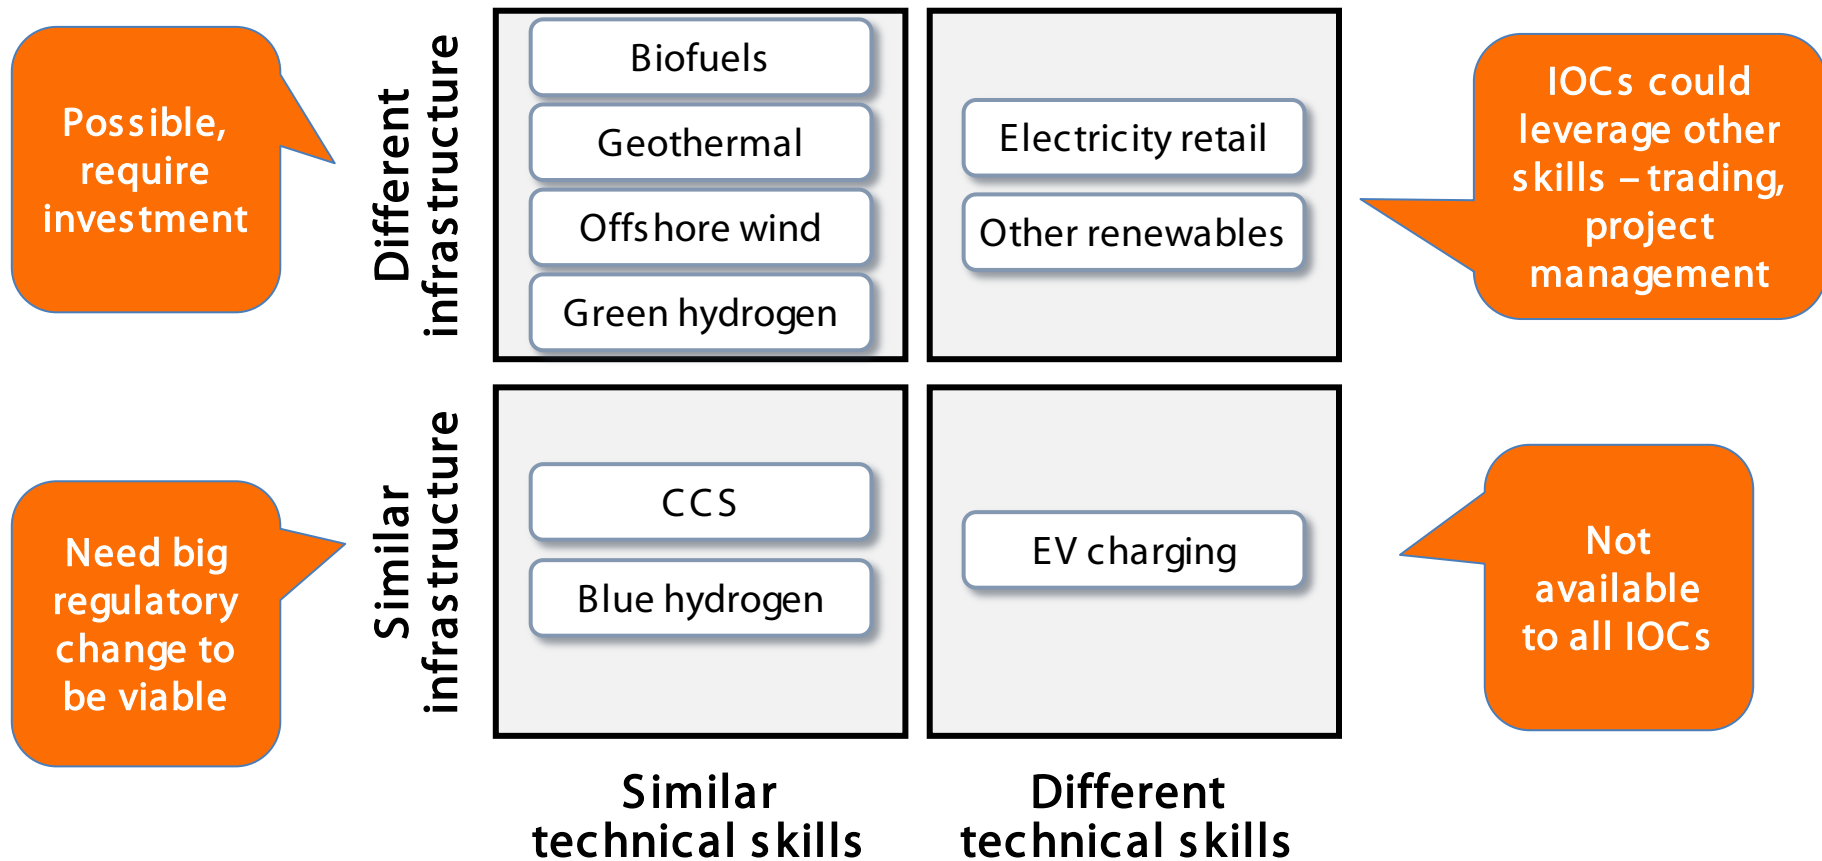 Possible,
require
investment
Different
infrastructure
Biofuels
Geothermal
Offshore wind
Green hydrogen
Electricity retail
Other renewables
IOCs could
leverage other
skills – trading,
project
management
Need big
regulatory
change to
be viable
Similar
infrastructure
CCS
Blue hydrogen
EV charging
Not
available
to all IOCs
Similar
technical skills
Different
technical skills